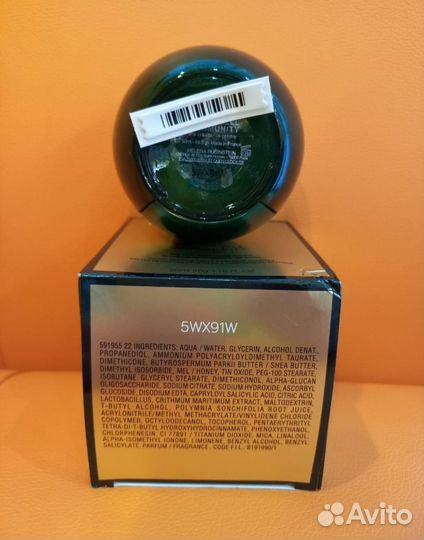 HELENA RUBINSTEIN
5WX91W
591955 22 INGREDIENTS: AQUA / WATER, GLYCERIN, ALCOHOL DENAT.,
PROPANEDIOL, AMMONIUM POLYACRYLOYLDIMETHYL TAURATE,
DIMETHICONE, BUTYROSPERMUM PARKII BUTTER / SHEA BUTTER,
DIMETHYL ISOSORBIDE, MEL / HONEY, TIN OXIDE, PEG-100 STEARATE,
ISOBUTANE, GLYCERYL STEARATE, DIMETHICONOL, ALPHA-GLUCAN
OLIGOSACCHARIDE, SODIUM CITRATE, SODIUM HYDROXIDE, ASCORBYL
GLUCOSIDE, DISODIUM EDTA, CAPRYLOYL SALICYLIC ACID, CITRIC ACID,
LACTOBACILLUS, CRITHMUM MARITIMUM EXTRACT, MALTODEXTRIN,
T-BUTYL ALCOHOL, POLYMNIA SONCHIFOLIA ROOT JUICE,
ACRYLONITRILE/METHYL METHACRYLATE/VINYLIDENE CHLORIDE
COPOLYMER, OCTYLDODECANOL, TOCOPHEROL, PENTAERYTHRITYL
TETRA-DI-T-BUTYL HYDROXYHYDROCINNAMATE, PHENOXYETHANOL,
CHLORPHENESIN, CI 77891 / TITANIUM DIOXIDE, MICA, LINALOOL,
ALPHA-ISOMETHYL IONONE, LIMONENE, BENZYL ALCOHOL, BENZYL
SALICYLATE, PARFUM / FRAGRANCE. F.I.L. B191990/1
Avito